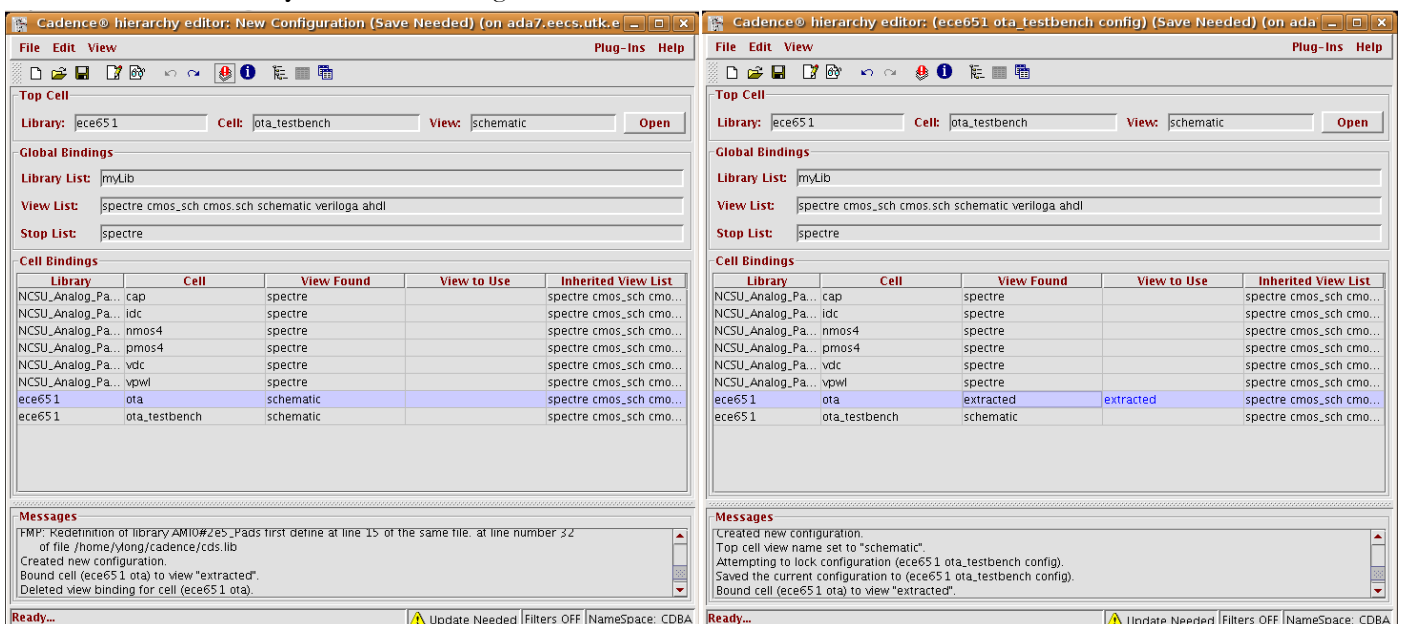 Cadence® hierarchy editor: New Configuration (Save Needed) (on ada7.eecs.utk.e
File Edit View Plug-Ins Help
Top Cell
Library: ece651 Cell: ota_testbench View: schematic Open
Global Bindings
Library List: myLib
View List: spectre cmos_sch cmos.sch schematic veriloga ahdl
Stop List: spectre
Cell Bindings
Library Cell View Found View to Use Inherited View List
NCSU_Analog_Pa... cap spectre spectre cmos_sch cmo...
NCSU_Analog_Pa... idc spectre spectre cmos_sch cmo...
NCSU_Analog_Pa... nmos4 spectre spectre cmos_sch cmo...
NCSU_Analog_Pa... pmos4 spectre spectre cmos_sch cmo...
NCSU_Analog_Pa... vdc spectre spectre cmos_sch cmo...
NCSU_Analog_Pa... vpwl spectre spectre cmos_sch cmo...
ece651 ota schematic spectre cmos_sch cmo...
ece651 ota_testbench schematic spectre cmos_sch cmo...
Messages
FMP: Redefinition of library AMI0#2e5_Pads first define at line 15 of the same file. at line number 32
of file /home/ylong/cadence/cds.lib
Created new configuration.
Bound cell (ece651 ota) to view "extracted".
Deleted view binding for cell (ece651 ota).
Ready... Update Needed Filters OFF NameSpace: CDBA
Cadence® hierarchy editor: (ece651 ota_testbench config) (Save Needed) (on ada
File Edit View Plug-Ins Help
Top Cell
Library: ece651 Cell: ota_testbench View: schematic Open
Global Bindings
Library List: myLib
View List: spectre cmos_sch cmos.sch schematic veriloga ahdl
Stop List: spectre
Cell Bindings
Library Cell View Found View to Use Inherited View List
NCSU_Analog_Pa... cap spectre spectre cmos_sch cmo...
NCSU_Analog_Pa... idc spectre spectre cmos_sch cmo...
NCSU_Analog_Pa... nmos4 spectre spectre cmos_sch cmo...
NCSU_Analog_Pa... pmos4 spectre spectre cmos_sch cmo...
NCSU_Analog_Pa... vdc spectre spectre cmos_sch cmo...
NCSU_Analog_Pa... vpwl spectre spectre cmos_sch cmo...
ece651 ota extracted extracted spectre cmos_sch cmo...
ece651 ota_testbench schematic spectre cmos_sch cmo...
Messages
Created new configuration.
Top cell view name set to "schematic".
Attempting to lock configuration (ece651 ota_testbench config).
Saved the current configuration to (ece651 ota_testbench config).
Bound cell (ece651 ota) to view "extracted".
Ready... Update Needed Filters OFF NameSpace: CDBA